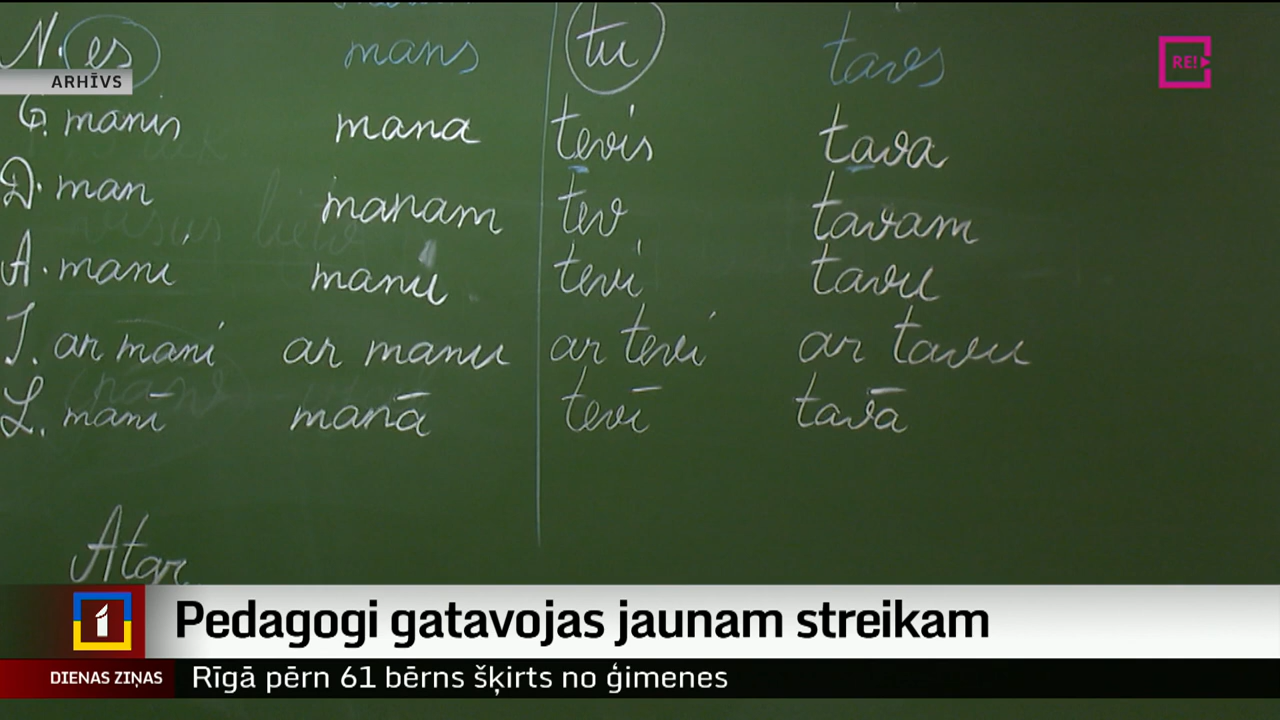 N. es mans tu tavs
ARHĪVS
RE!
Ģ. manis mana tevis tava
D. man manam tev tavam
A. mani manu tevi tavu
I. ar mani ar manu ar tevi ar tavu
L. manī manā tevī tavā
Atgr
1
Pedagogi gatavojas jaunam streikam
DIENAS ZIŅAS
Rīgā pērn 61 bērns šķirts no ģimenes